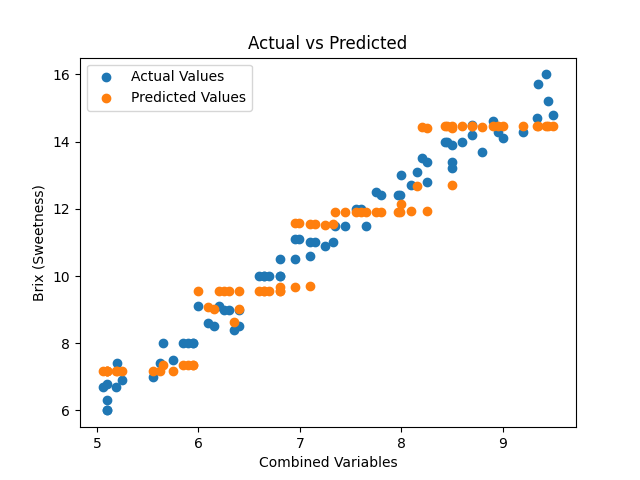 Actual vs Predicted
Actual Values
Predicted Values
16
14
12
10
8
6
Brix (Sweetness)
5 6 7 8 9
Combined Variables